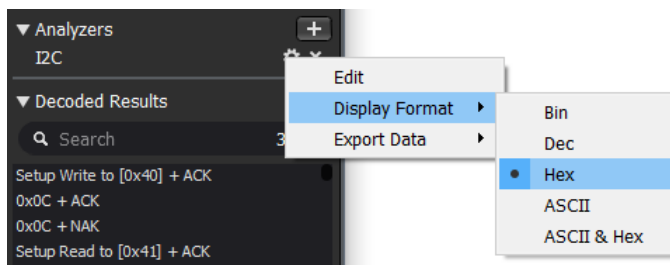 Analyzers
I2C
Decoded Results
Search
3
Setup Write to [0x40] + ACK
0x0C + ACK
0x0C + NAK
Setup Read to [0x41] + ACK
Edit
Display Format
Export Data
Bin
Dec
Hex
ASCII
ASCII & Hex